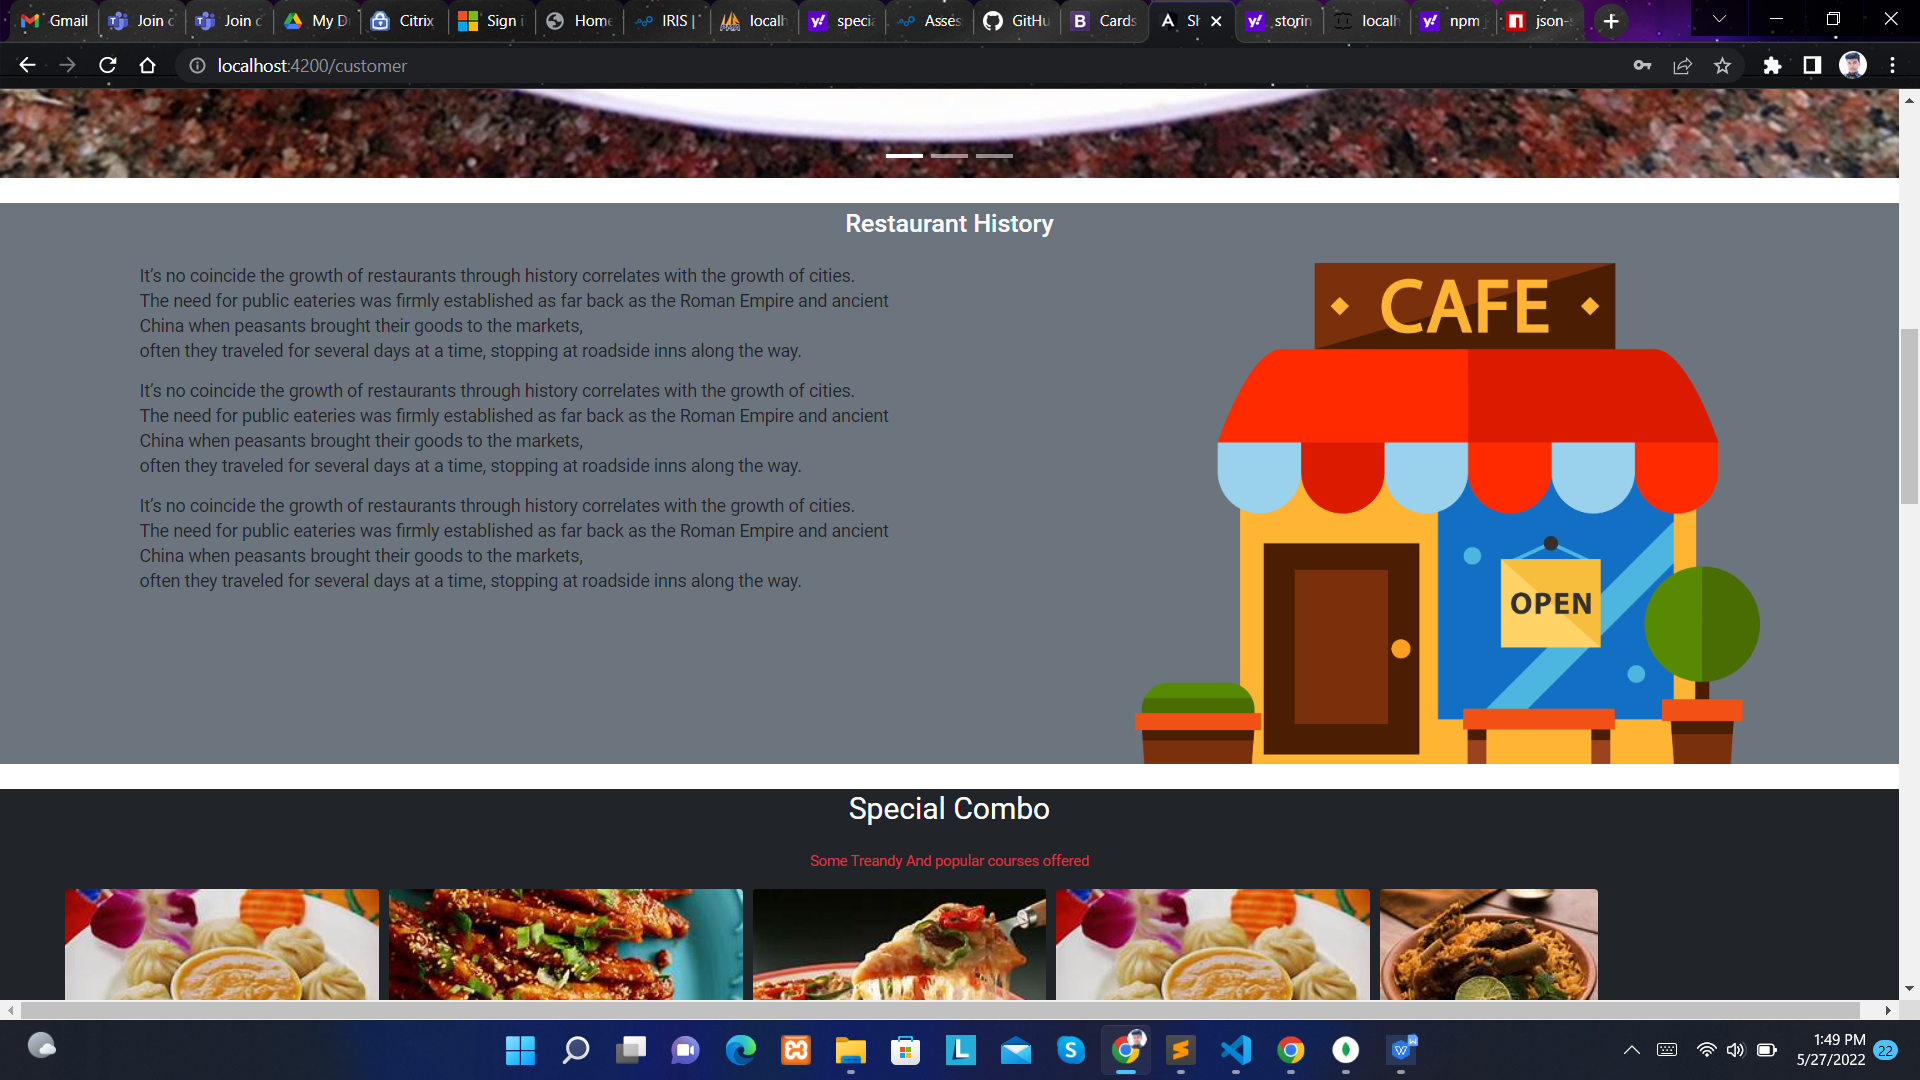 Gmail
Join c
Join c
My D
Citrix
Sign i
Home
IRIS |
localh
specia
Asses
GitHu
Cards
Sh
storin
localh
npm
json-s
localhost:4200/customer
Restaurant History
It's no coincide the growth of restaurants through history correlates with the growth of cities.
The need for public eateries was firmly established as far back as the Roman Empire and ancient
China when peasants brought their goods to the markets,
often they traveled for several days at a time, stopping at roadside inns along the way.
It's no coincide the growth of restaurants through history correlates with the growth of cities.
The need for public eateries was firmly established as far back as the Roman Empire and ancient
China when peasants brought their goods to the markets,
often they traveled for several days at a time, stopping at roadside inns along the way.
It's no coincide the growth of restaurants through history correlates with the growth of cities.
The need for public eateries was firmly established as far back as the Roman Empire and ancient
China when peasants brought their goods to the markets,
often they traveled for several days at a time, stopping at roadside inns along the way.
CAFE
OPEN
Special Combo
Some Treandy And popular courses offered
1:49 PM
5/27/2022
22